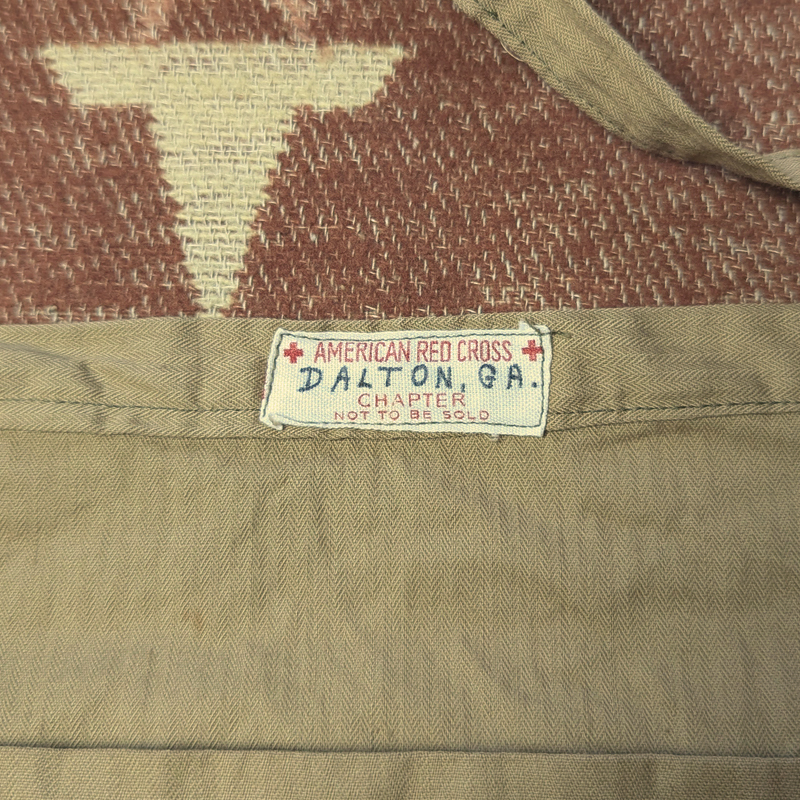 AMERICAN RED CROSS
DALTON, GA.
CHAPTER
NOT TO BE SOLD